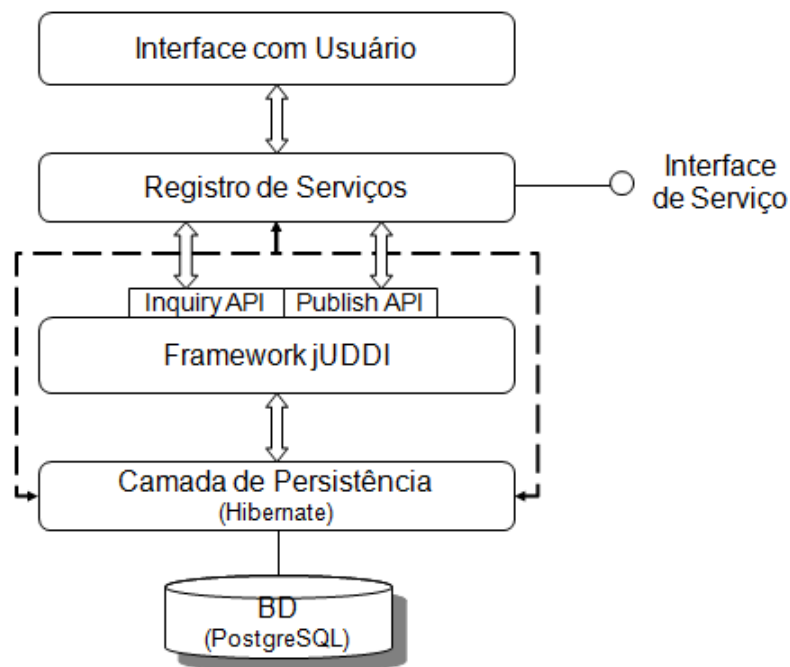 Interface com Usuário
Registro de Serviços
Interface
de Serviço
Inquiry API
Publish API
Framework jUDDI
Camada de Persistência
(Hibernate)
BD
(PostgreSQL)